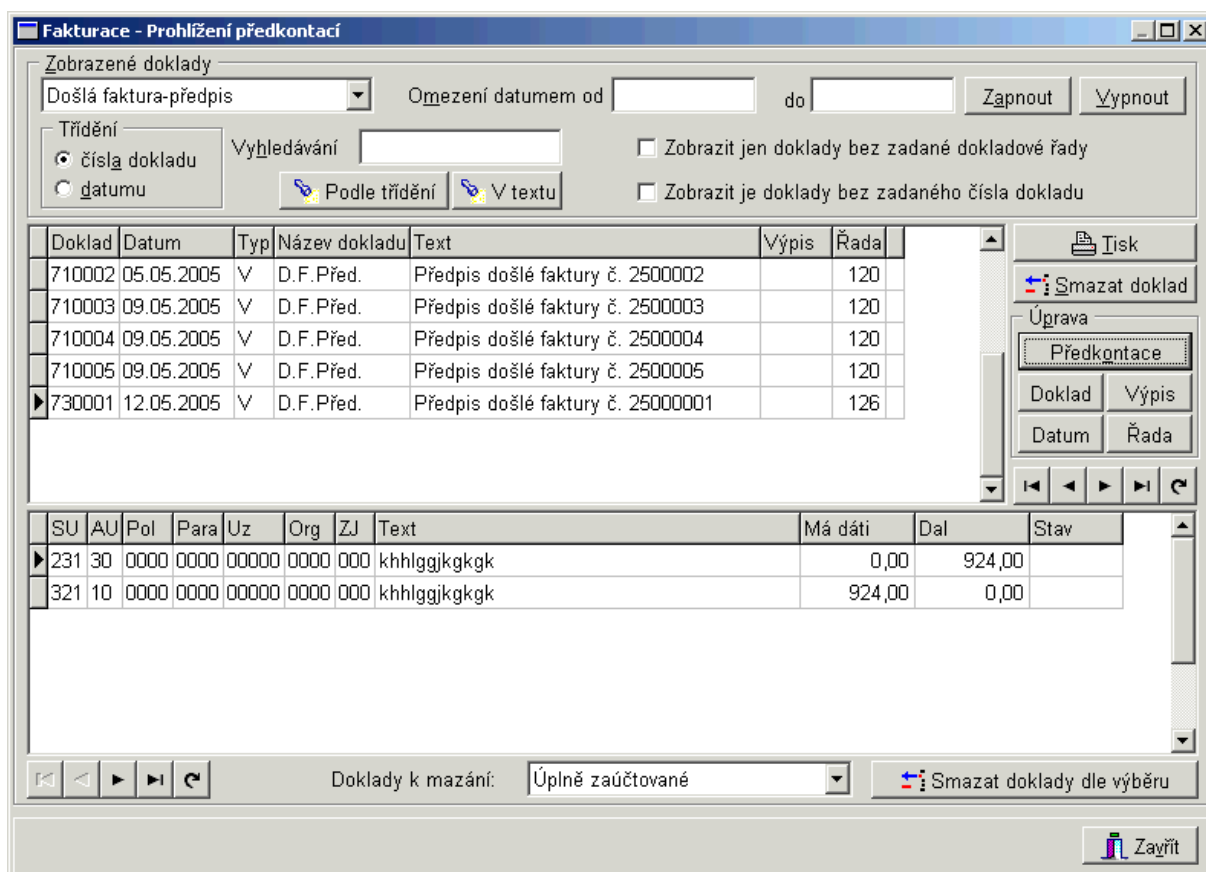 Fakturace - Prohlížení předkontací
Zobrazené doklady
Došlá faktura-předpis Omezení datumem od do Zapnout Vypnout
Třídění
čísla dokladu Vyhledávání Zobrazit jen doklady bez zadané dokladové řady
datumu Podle třídění V textu Zobrazit je doklady bez zadaného čísla dokladu
Doklad Datum Typ Název dokladu Text Výpis Řada Tisk
710002 05.05.2005 V D.F.Před. Předpis došlé faktury č. 2500002 120 Smazat doklad
710003 09.05.2005 V D.F.Před. Předpis došlé faktury č. 2500003 120 Úprava
710004 09.05.2005 V D.F.Před. Předpis došlé faktury č. 2500004 120 Předkontace
710005 09.05.2005 V D.F.Před. Předpis došlé faktury č. 2500005 120
730001 12.05.2005 V D.F.Před. Předpis došlé faktury č. 25000001 126 Doklad Výpis
Datum Řada
SU AU Pol Para Uz Org ZJ Text Má dáti Dal Stav
231 30 0000 0000 00000 0000 000 khhlggjkgkgk 0,00 924,00
321 10 0000 0000 00000 0000 000 khhlggjkgkgk 924,00 0,00
Doklady k mazání: Úplně zaúčtované Smazat doklady dle výběru
Zavřít